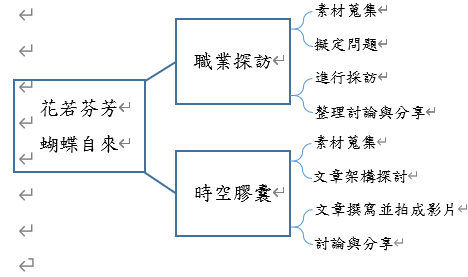 花若芬芳
蝴蝶自來
職業探訪
素材蒐集
擬定問題
進行採訪
整理討論與分享
時空膠囊
素材蒐集
文章架構探討
文章撰寫並拍成影片
討論與分享